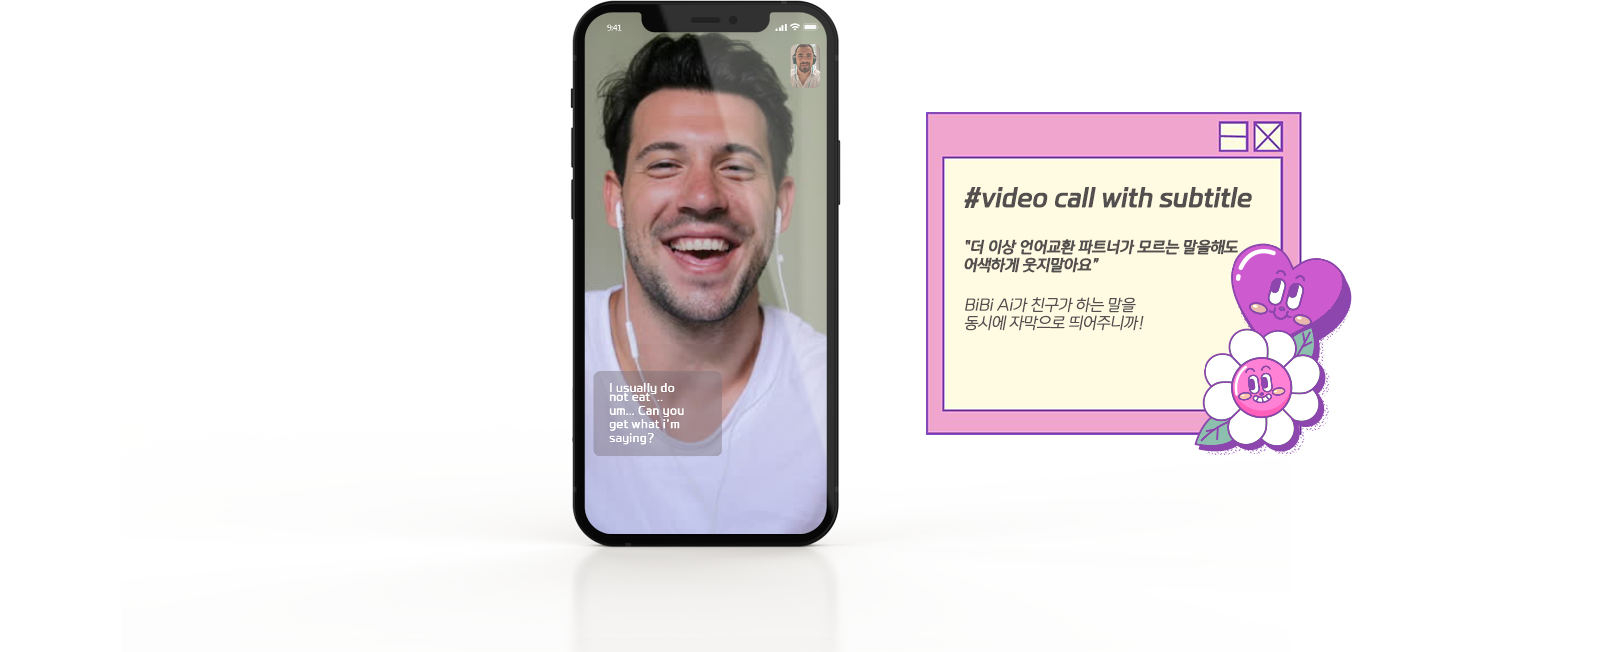 9:41
I usually do
not eat ..
um... Can you
get what i'm
saying?
#video call with subtitle
"더 이상 언어교환 파트너가 모르는 말을해도
어색하게 웃지말아요"
BiBi Ai가 친구가 하는 말을
동시에 자막으로 띄어주니까!